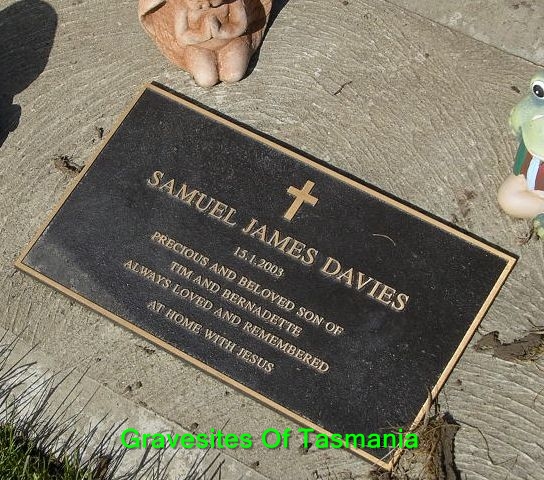 SAMUEL JAMES DAVIES
15.1.2003
PRECIOUS AND BELOVED SON OF
TIM AND BERNADETTE
ALWAYS LOVED AND REMEMBERED
AT HOME WITH JESUS
Gravesites Of Tasmania